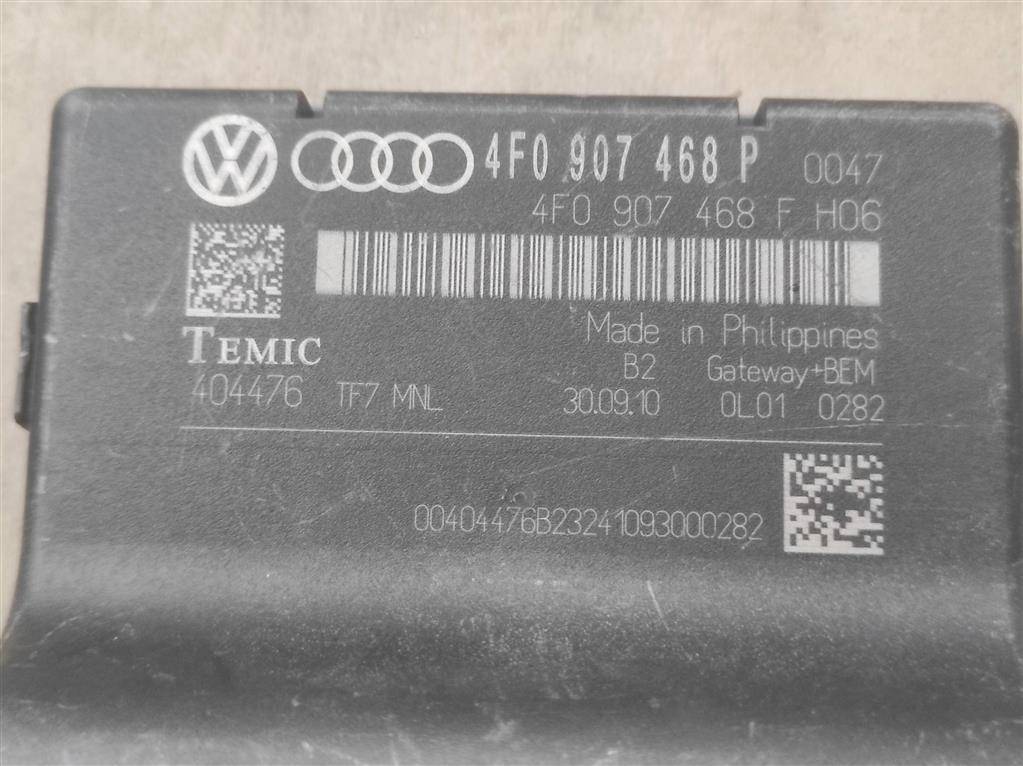 4F0 907 468 P 0047
4F0 907 468 F H06
Made in Philippines
TEMIC B2 Gateway+BEM
404476 TF7 MNL 30.09.10 0L01 0282
00404476B23241093000282